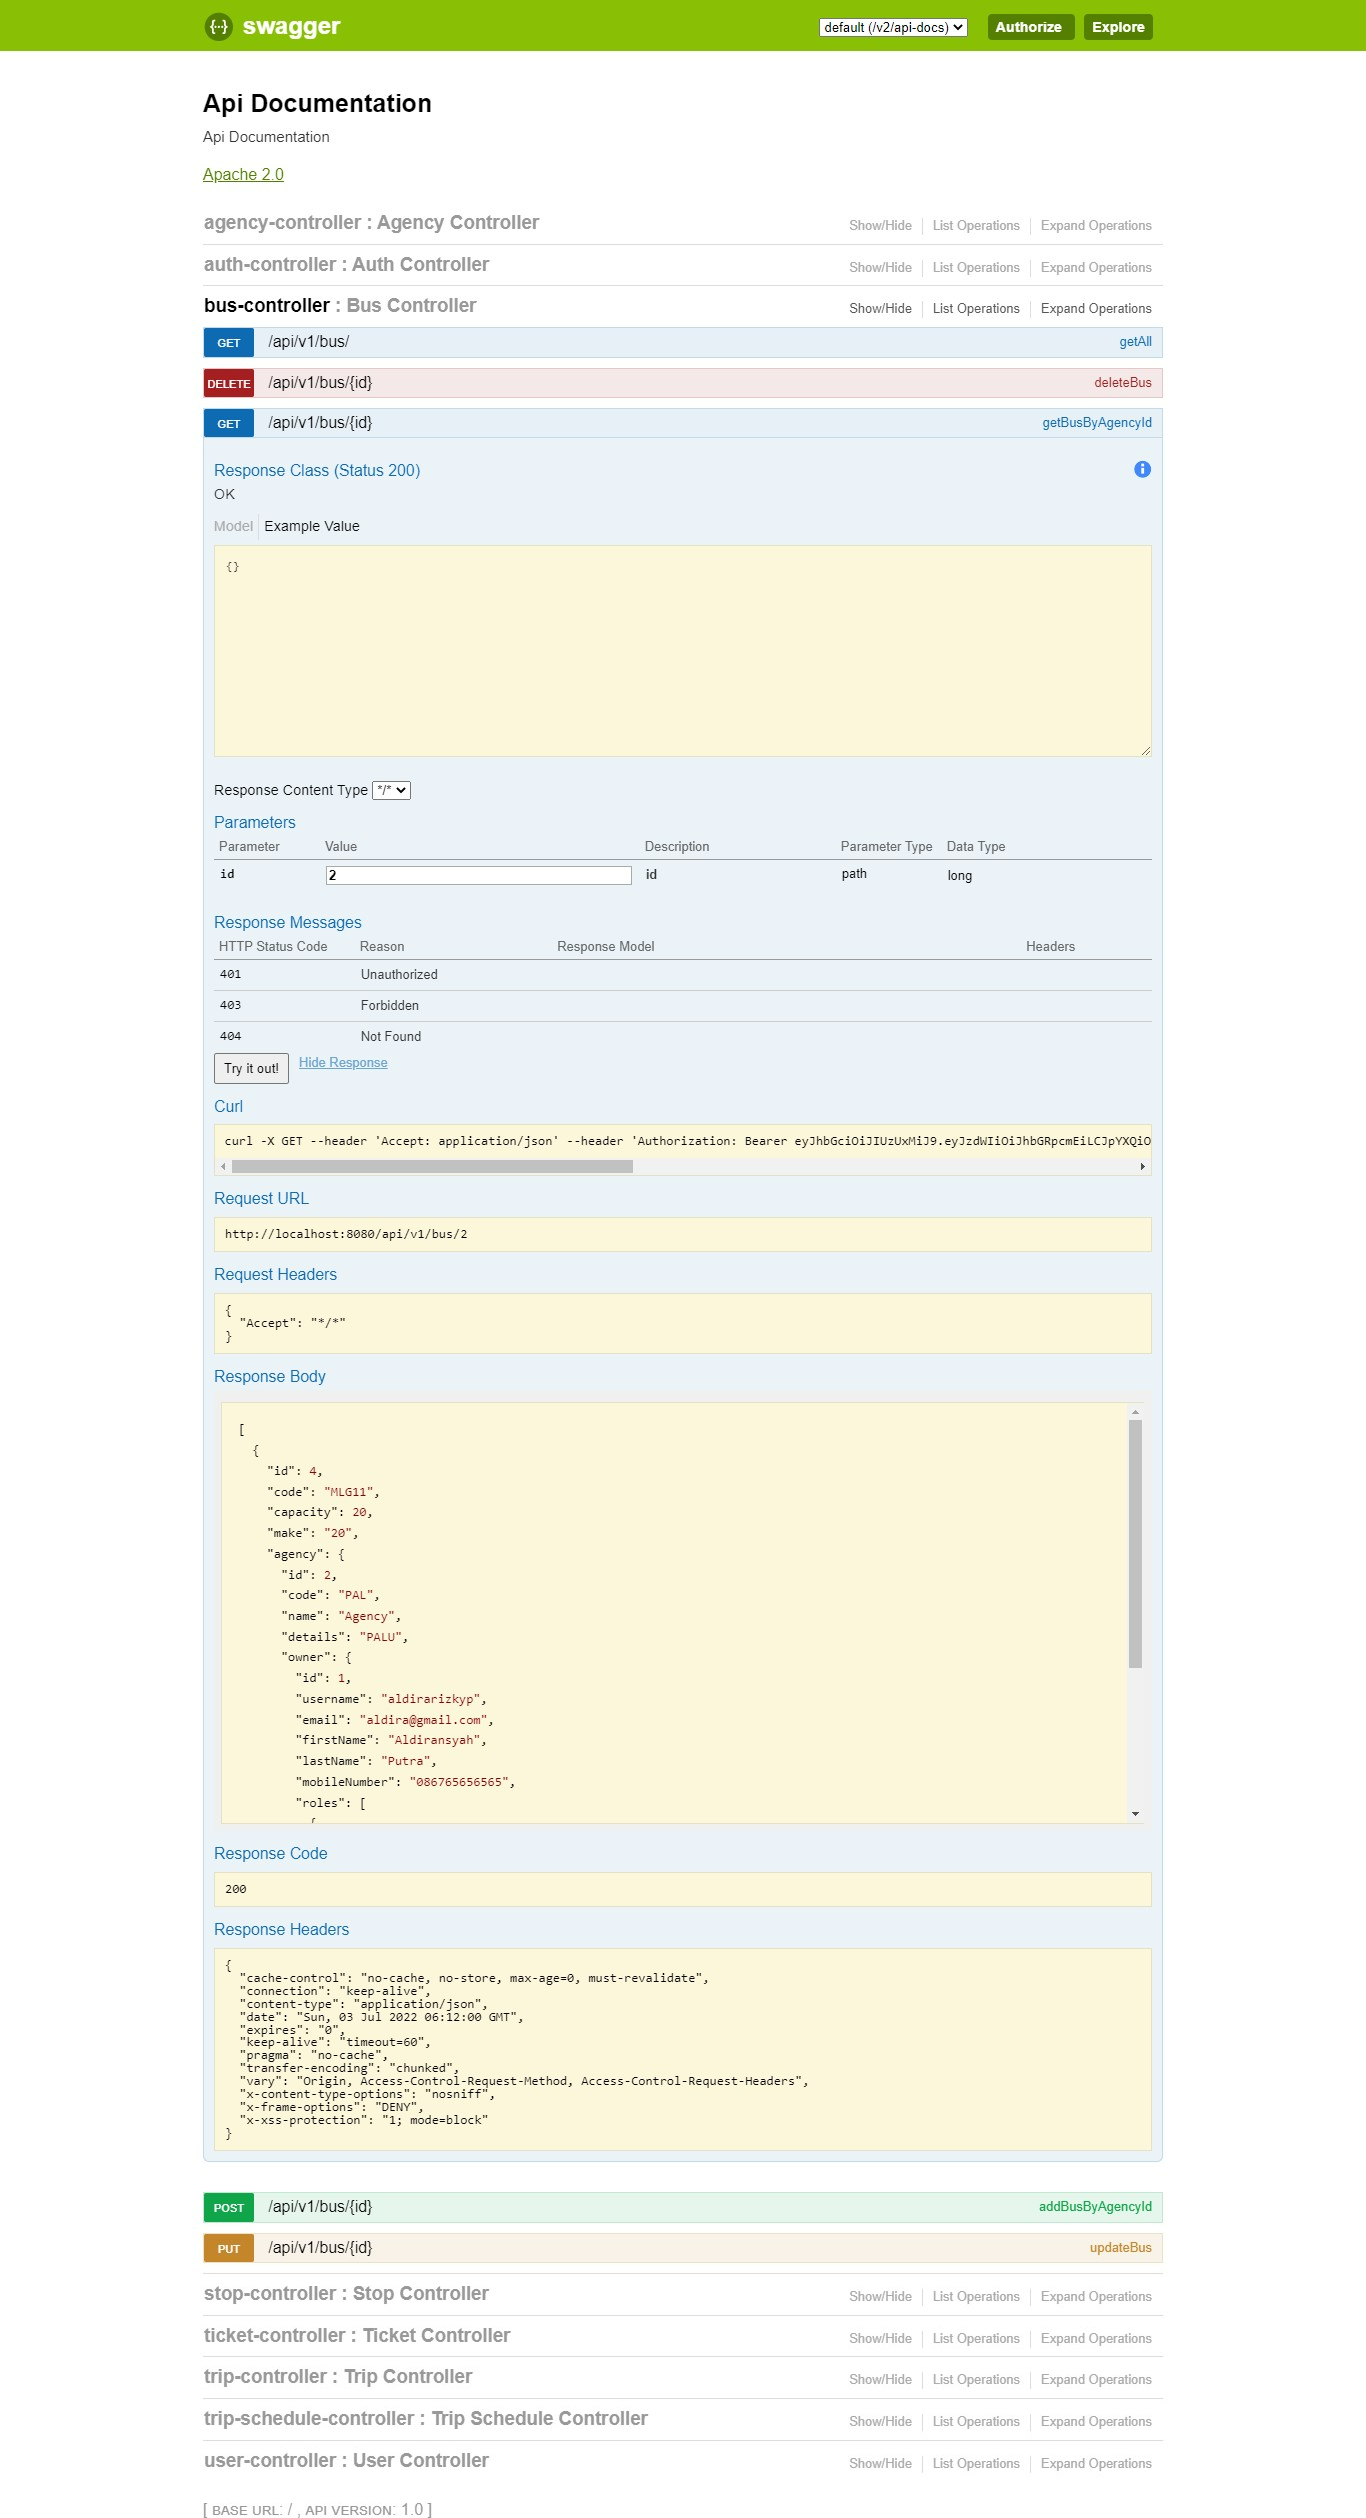 swagger
default (/v2/api-docs)
Authorize
Explore
Api Documentation
Api Documentation
Apache 2.0
agency-controller : Agency Controller
Show/Hide
List Operations
Expand Operations
auth-controller : Auth Controller
Show/Hide
List Operations
Expand Operations
bus-controller : Bus Controller
Show/Hide
List Operations
Expand Operations
GET /api/v1/bus/ getAll
DELETE /api/v1/bus/{id} deleteBus
GET /api/v1/bus/{id} getBusByAgencyId
Response Class (Status 200)
OK
Model Example Value
{}
Response Content Type */*
Parameters
Parameter Value Description Parameter Type Data Type
id 2 id path long
Response Messages
HTTP Status Code Reason Response Model Headers
401 Unauthorized
403 Forbidden
404 Not Found
Try it out! Hide Response
Curl
curl -X GET --header 'Accept: application/json' --header 'Authorization: Bearer eyJhbGciOiJIUzUxMiJ9.eyJzdWIiOiJhbGRpcmEiLCJpYXQiO
Request URL
http://localhost:8080/api/v1/bus/2
Request Headers
{
"Accept": "*/*"
}
Response Body
[
{
"id": 4,
"code": "MLG11",
"capacity": 20,
"make": "20",
"agency": {
"id": 2,
"code": "PAL",
"name": "Agency",
"details": "PALU",
"owner": {
"id": 1,
"username": "aldirarizkyp",
"email": "aldira@gmail.com",
"firstName": "Aldiransyah",
"lastName": "Putra",
"mobileNumber": "086765656565",
"roles": [
{
Response Code
200
Response Headers
{
"cache-control": "no-cache, no-store, max-age=0, must-revalidate",
"connection": "keep-alive",
"content-type": "application/json",
"date": "Sun, 03 Jul 2022 06:12:00 GMT",
"expires": "0",
"keep-alive": "timeout=60",
"pragma": "no-cache",
"transfer-encoding": "chunked",
"vary": "Origin, Access-Control-Request-Method, Access-Control-Request-Headers",
"x-content-type-options": "nosniff",
"x-frame-options": "DENY",
"x-xss-protection": "1; mode=block"
}
POST /api/v1/bus/{id} addBusByAgencyId
PUT /api/v1/bus/{id} updateBus
stop-controller : Stop Controller
Show/Hide
List Operations
Expand Operations
ticket-controller : Ticket Controller
Show/Hide
List Operations
Expand Operations
trip-controller : Trip Controller
Show/Hide
List Operations
Expand Operations
trip-schedule-controller : Trip Schedule Controller
Show/Hide
List Operations
Expand Operations
user-controller : User Controller
Show/Hide
List Operations
Expand Operations
[ BASE URL: / , API VERSION: 1.0 ]